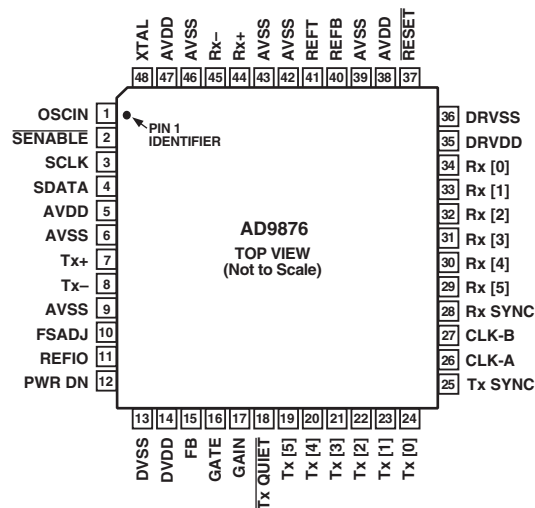 XTAL
AVDD
AVSS
Rx–
Rx+
AVSS
AVSS
REFT
REFB
AVSS
AVDD
RESET
48 47 46 45 44 43 42 41 40 39 38 37
OSCIN 1
SENABLE 2
SCLK 3
SDATA 4
AVDD 5
AVSS 6
Tx+ 7
Tx– 8
AVSS 9
FSADJ 10
REFIO 11
PWR DN 12
PIN 1
IDENTIFIER
AD9876
TOP VIEW
(Not to Scale)
36 DRVSS
35 DRVDD
34 Rx [0]
33 Rx [1]
32 Rx [2]
31 Rx [3]
30 Rx [4]
29 Rx [5]
28 Rx SYNC
27 CLK-B
26 CLK-A
25 Tx SYNC
13 14 15 16 17 18 19 20 21 22 23 24
DVSS
DVDD
FB
GATE
GAIN
Tx QUIET
Tx [5]
Tx [4]
Tx [3]
Tx [2]
Tx [1]
Tx [0]